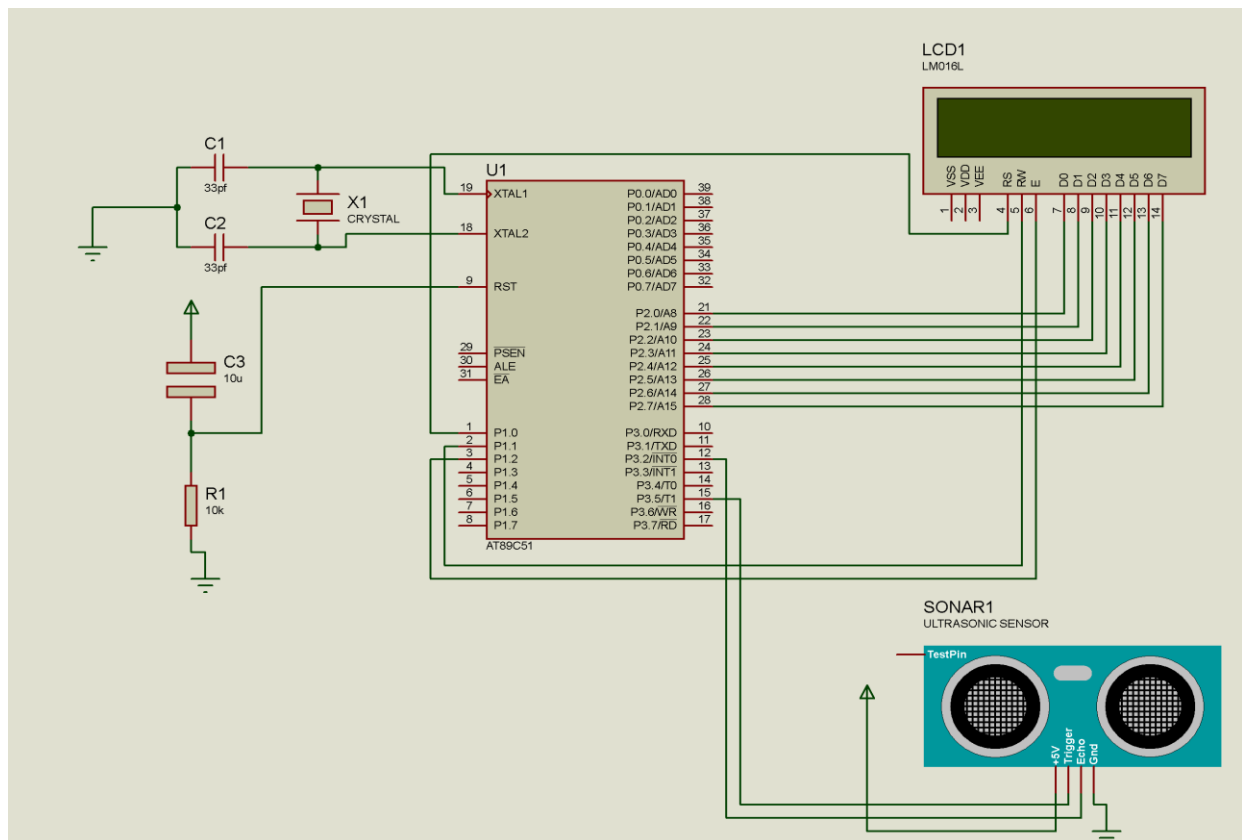 LCD1
LM016L
VSS
VDD
VEE
RS
RW
E
D0
D1
D2
D3
D4
D5
D6
D7
1
2
3
4
5
6
7
8
9
10
11
12
13
14
C1
33pf
X1
CRYSTAL
C2
33pf
C3
10u
R1
10k
U1
19 XTAL1
18 XTAL2
9 RST
29 PSEN
30 ALE
31 EA
1 P1.0
2 P1.1
3 P1.2
4 P1.3
5 P1.4
6 P1.5
7 P1.6
8 P1.7
P0.0/AD0 39
P0.1/AD1 38
P0.2/AD2 37
P0.3/AD3 36
P0.4/AD4 35
P0.5/AD5 34
P0.6/AD6 33
P0.7/AD7 32
P2.0/A8 21
P2.1/A9 22
P2.2/A10 23
P2.3/A11 24
P2.4/A12 25
P2.5/A13 26
P2.6/A14 27
P2.7/A15 28
P3.0/RXD 10
P3.1/TXD 11
P3.2/INT0 12
P3.3/INT1 13
P3.4/T0 14
P3.5/T1 15
P3.6/WR 16
P3.7/RD 17
AT89C51
SONAR1
ULTRASONIC SENSOR
TestPin
+5V
Trigger
Echo
Gnd